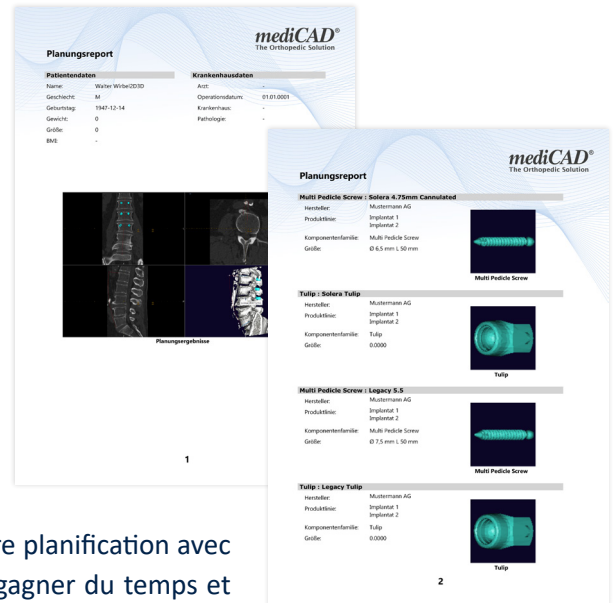 mediCAD®
The Orthopedic Solution
Planungsreport
Patientendaten
Krankenhausdaten
Name: Walter Wirbel2D3D
Arzt: -
Geschlecht: M
Operationsdatum: 01.01.0001
Geburtstag: 1947-12-14
Krankenhaus: -
Gewicht: 0
Pathologie: -
Größe: 0
BMI: -
Planungsergebnisse
1
mediCAD®
The Orthopedic Solution
Planungsreport
Multi Pedicle Screw : Solera 4.75mm Cannulated
Hersteller: Mustermann AG
Produktlinie: Implantat 1
Implantat 2
Komponentenfamilie: Multi Pedicle Screw
Größe: Ø 6,5 mm L 50 mm
Multi Pedicle Screw
Tulip : Solera Tulip
Hersteller: Mustermann AG
Produktlinie: Implantat 1
Implantat 2
Komponentenfamilie: Tulip
Größe: 0.0000
Tulip
Multi Pedicle Screw : Legacy 5.5
Hersteller: Mustermann AG
Produktlinie: Implantat 1
Implantat 2
Komponentenfamilie: Multi Pedicle Screw
Größe: Ø 7,5 mm L 50 mm
Multi Pedicle Screw
Tulip : Legacy Tulip
Hersteller: Mustermann AG
Produktlinie: Implantat 1
Implantat 2
Komponentenfamilie: Tulip
Größe: 0.0000
Tulip
2
planification avec
gagner du temps et